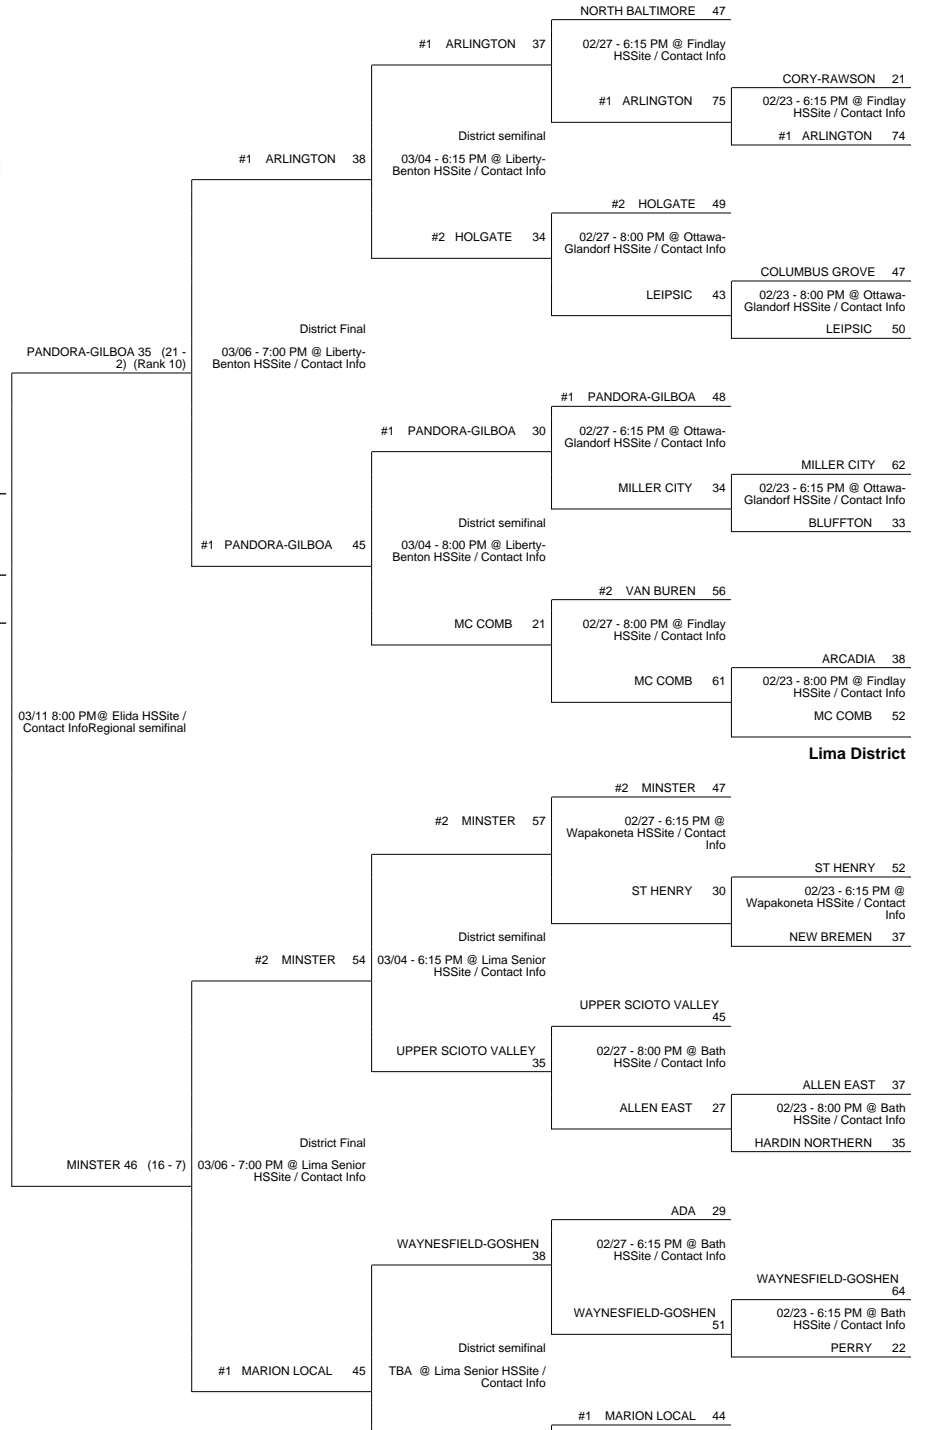 NORTH BALTIMORE 47
#1 ARLINGTON 37
02/27 - 6:15 PM @ Findlay
HSSite / Contact Info
CORY-RAWSON 21
#1 ARLINGTON 75
02/23 - 6:15 PM @ Findlay
HSSite / Contact Info
District semifinal
#1 ARLINGTON 74
#1 ARLINGTON 38
03/04 - 6:15 PM @ Liberty-
Benton HSSite / Contact Info
#2 HOLGATE 49
#2 HOLGATE 34
02/27 - 8:00 PM @ Ottawa-
Glandorf HSSite / Contact Info
COLUMBUS GROVE 47
LEIPSIC 43
02/23 - 8:00 PM @ Ottawa-
Glandorf HSSite / Contact Info
District Final
LEIPSIC 50
PANDORA-GILBOA 35 (21 -
2) (Rank 10)
03/06 - 7:00 PM @ Liberty-
Benton HSSite / Contact Info
#1 PANDORA-GILBOA 48
#1 PANDORA-GILBOA 30
02/27 - 6:15 PM @ Ottawa-
Glandorf HSSite / Contact Info
MILLER CITY 62
MILLER CITY 34
02/23 - 6:15 PM @ Ottawa-
Glandorf HSSite / Contact Info
District semifinal
BLUFFTON 33
#1 PANDORA-GILBOA 45
03/04 - 8:00 PM @ Liberty-
Benton HSSite / Contact Info
#2 VAN BUREN 56
MC COMB 21
02/27 - 8:00 PM @ Findlay
HSSite / Contact Info
ARCADIA 38
MC COMB 61
02/23 - 8:00 PM @ Findlay
HSSite / Contact Info
03/11 8:00 PM@ Elida HSSite /
Contact InfoRegional semifinal
MC COMB 52
Lima District
#2 MINSTER 47
#2 MINSTER 57
02/27 - 6:15 PM @
Wapakoneta HSSite / Contact
Info
ST HENRY 52
ST HENRY 30
02/23 - 6:15 PM @
Wapakoneta HSSite / Contact
Info
District semifinal
NEW BREMEN 37
#2 MINSTER 54
03/04 - 6:15 PM @ Lima Senior
HSSite / Contact Info
UPPER SCIOTO VALLEY
45
UPPER SCIOTO VALLEY
35
02/27 - 8:00 PM @ Bath
HSSite / Contact Info
ALLEN EAST 37
ALLEN EAST 27
02/23 - 8:00 PM @ Bath
HSSite / Contact Info
District Final
HARDIN NORTHERN 35
MINSTER 46 (16 - 7)
03/06 - 7:00 PM @ Lima Senior
HSSite / Contact Info
ADA 29
WAYNESFIELD-GOSHEN
38
02/27 - 6:15 PM @ Bath
HSSite / Contact Info
WAYNESFIELD-GOSHEN
64
WAYNESFIELD-GOSHEN
51
02/23 - 6:15 PM @ Bath
HSSite / Contact Info
District semifinal
PERRY 22
#1 MARION LOCAL 45
TBA @ Lima Senior HSSite /
Contact Info
#1 MARION LOCAL 44